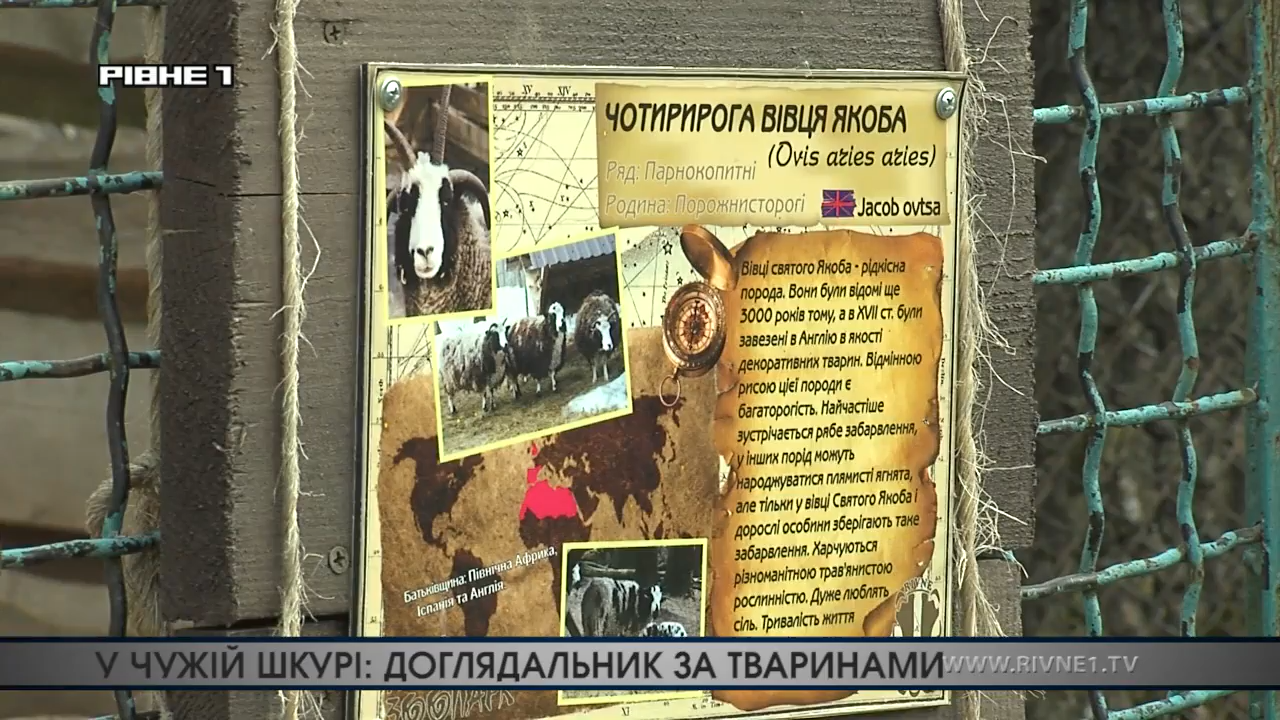 РІВНЕ 1
XV XIV
ЧОТИРИРОГА ВІВЦЯ ЯКОБА
(Ovis aries aries)
Ряд: Парнокопитні
Родина: Порожнисторогі
Jacob ovtsa
Вівці святого Якоба - рідкісна
порода. Вони були відомі ще
3000 років тому, а в XVII ст. були
завезені в Англію в якості
декоративних тварин. Відмінною
рисою цієї породи є
багаторогість. Найчастіше
зустрічається рябе забарвлення,
у інших порід можуть
народжуватися плямисті ягнята,
але тільки у вівці Святого Якоба і
дорослі особини зберігають таке
забарвлення. Харчуються
різноманітною трав'янистою
рослинністю. Дуже люблять
сіль. Тривалість життя
Батьківщина: Північна Африка,
Іспанія та Англія.
У ЧУЖІЙ ШКУРІ: ДОГЛЯДАЛЬНИК ЗА ТВАРИНАМИ
WWW.RIVNE1.TV
ЗООПАРК
XI